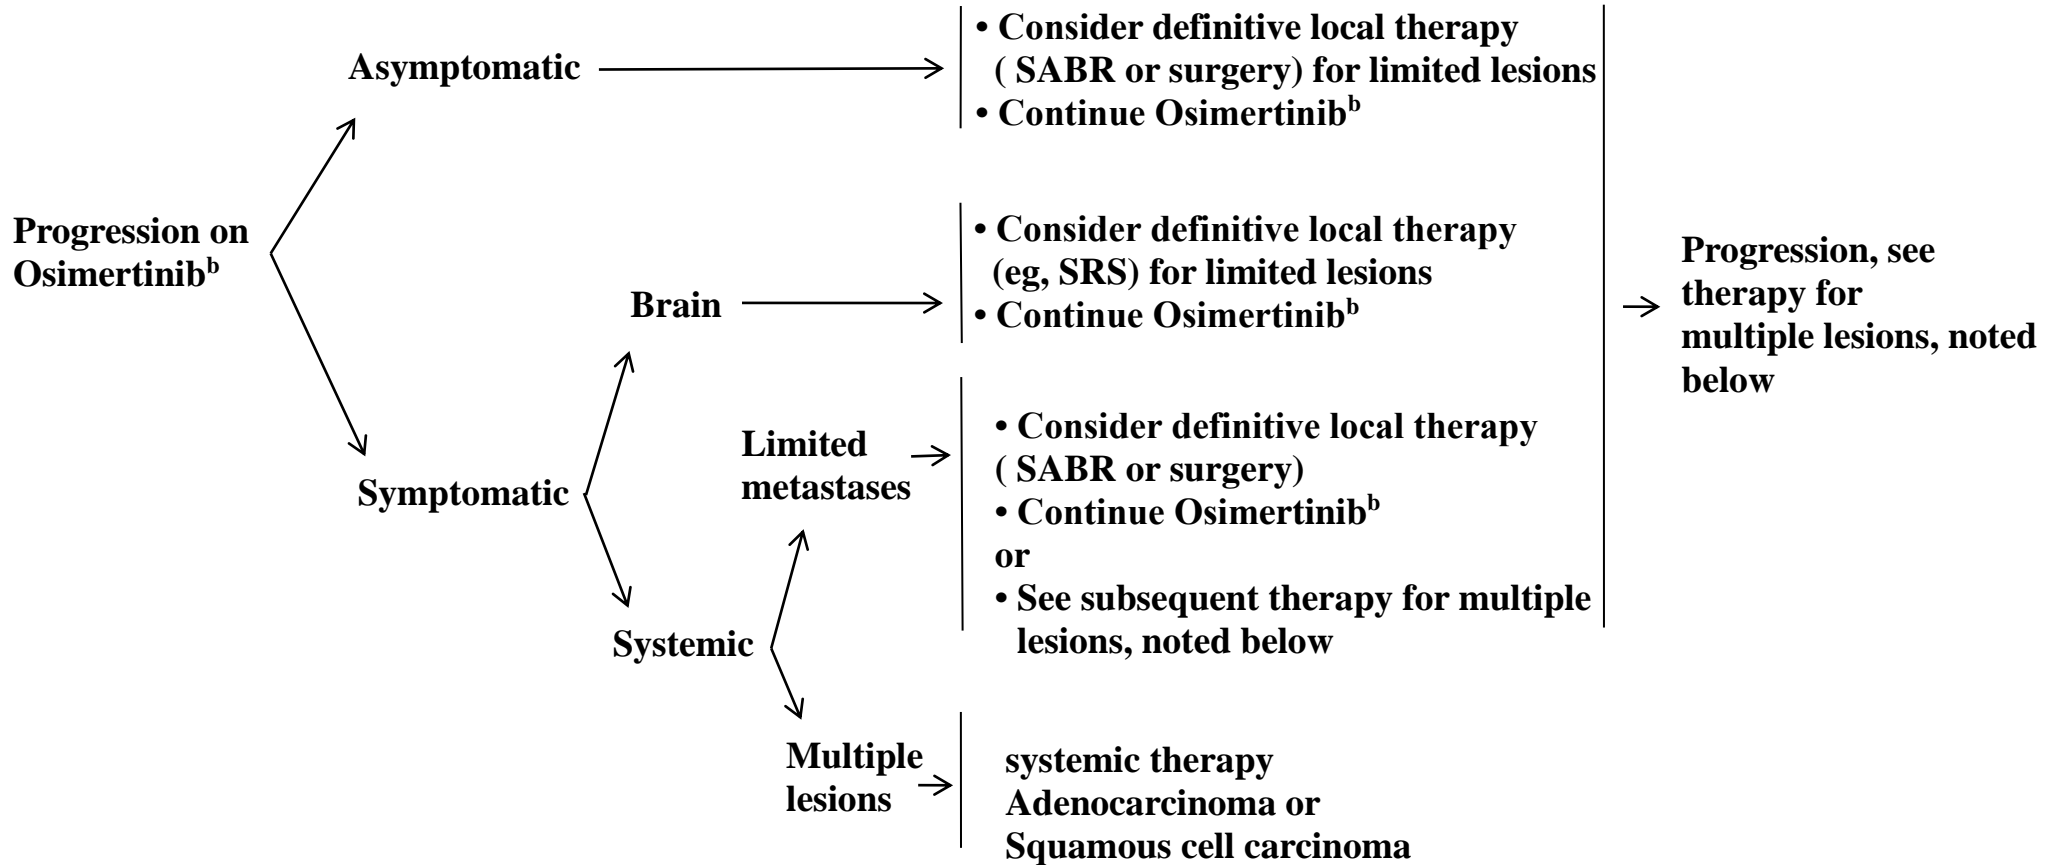 Progression on
Osimertinibᵇ
Asymptomatic
• Consider definitive local therapy
( SABR or surgery) for limited lesions
• Continue Osimertinibᵇ
Symptomatic
Brain
• Consider definitive local therapy
(eg, SRS) for limited lesions
• Continue Osimertinibᵇ
Systemic
Limited
metastases
• Consider definitive local therapy
( SABR or surgery)
• Continue Osimertinibᵇ
or
• See subsequent therapy for multiple
lesions, noted below
Multiple
lesions
systemic therapy
Adenocarcinoma or
Squamous cell carcinoma
Progression, see
therapy for
multiple lesions, noted
below